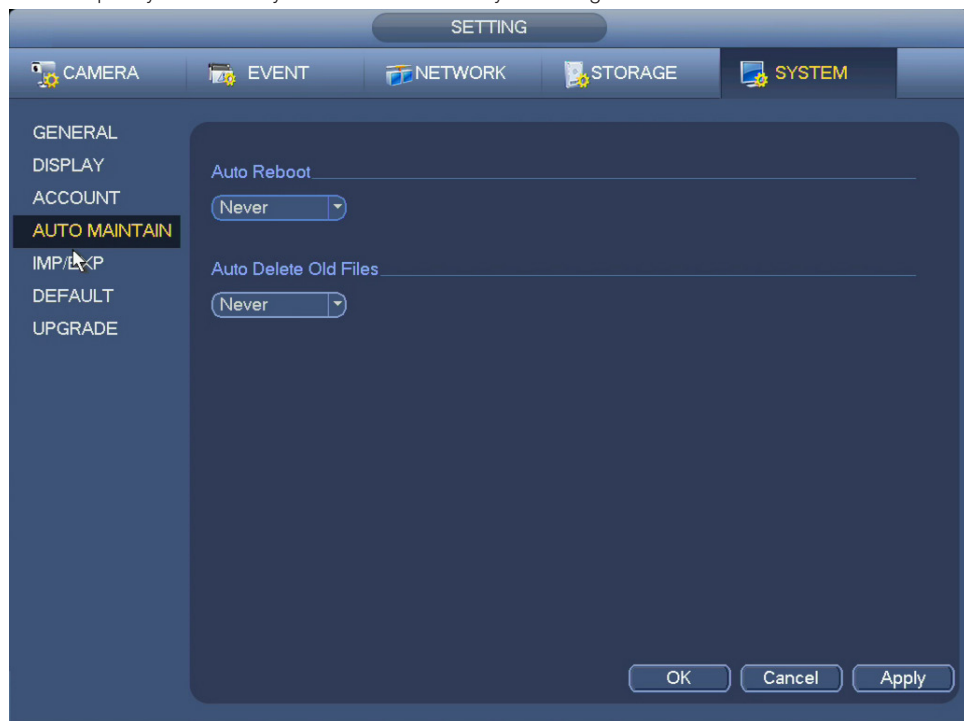 SETTING
CAMERA EVENT NETWORK STORAGE SYSTEM
GENERAL
DISPLAY
ACCOUNT
AUTO MAINTAIN
DEFAULT
UPGRADE
Auto Reboot
Never
Auto Delete Old Files
Never
OK Cancel Apply